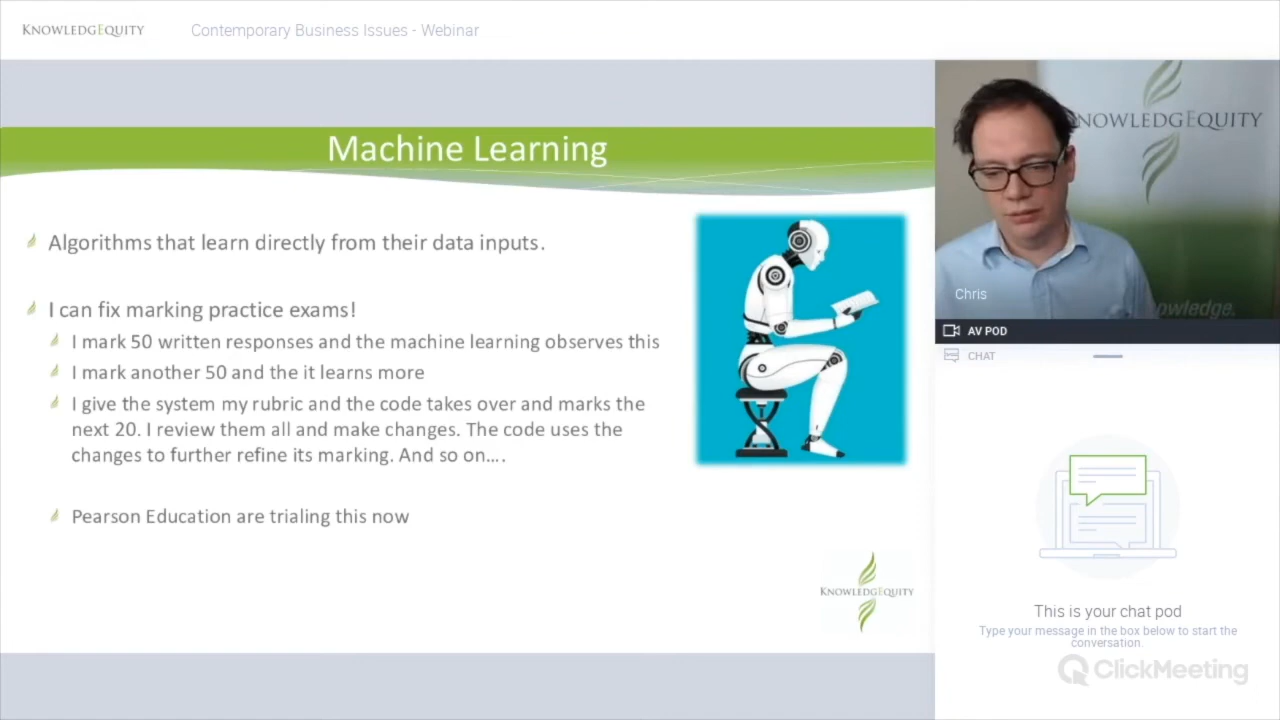 KNOWLEDGEQUITY
Contemporary Business Issues - Webinar
Machine Learning
Algorithms that learn directly from their data inputs.
I can fix marking practice exams!
I mark 50 written responses and the machine learning observes this
I mark another 50 and the it learns more
I give the system my rubric and the code takes over and marks the
next 20. I review them all and make changes. The code uses the
changes to further refine its marking. And so on….
Pearson Education are trialing this now
KNOWLEDGEQUITY
NOWLEDGEQUITY
owledge.
Chris
AV POD
CHAT
This is your chat pod
Type your message in the box below to start the
conversation.
ClickMeeting